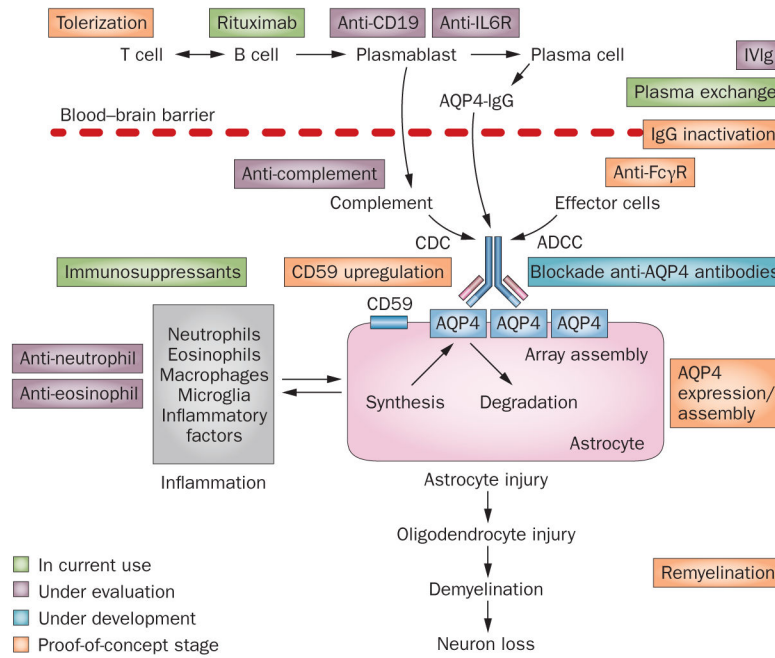 Tolerization
Rituximab
Anti-CD19
Anti-IL6R
T cell
B cell
Plasmablast
Plasma cell
IVIg
AQP4-IgG
Plasma exchange
Blood–brain barrier
IgG inactivation
Anti-complement
Anti-FcγR
Complement
Effector cells
CDC
ADCC
Immunosuppressants
CD59 upregulation
Blockade anti-AQP4 antibodies
CD59
AQP4
AQP4
AQP4
Neutrophils
Eosinophils
Macrophages
Microglia
Inflammatory
factors
Anti-neutrophil
Anti-eosinophil
Array assembly
Synthesis
Degradation
AQP4
expression/
assembly
Astrocyte
Inflammation
Astrocyte injury
Oligodendrocyte injury
Demyelination
Neuron loss
Remyelination
In current use
Under evaluation
Under development
Proof-of-concept stage